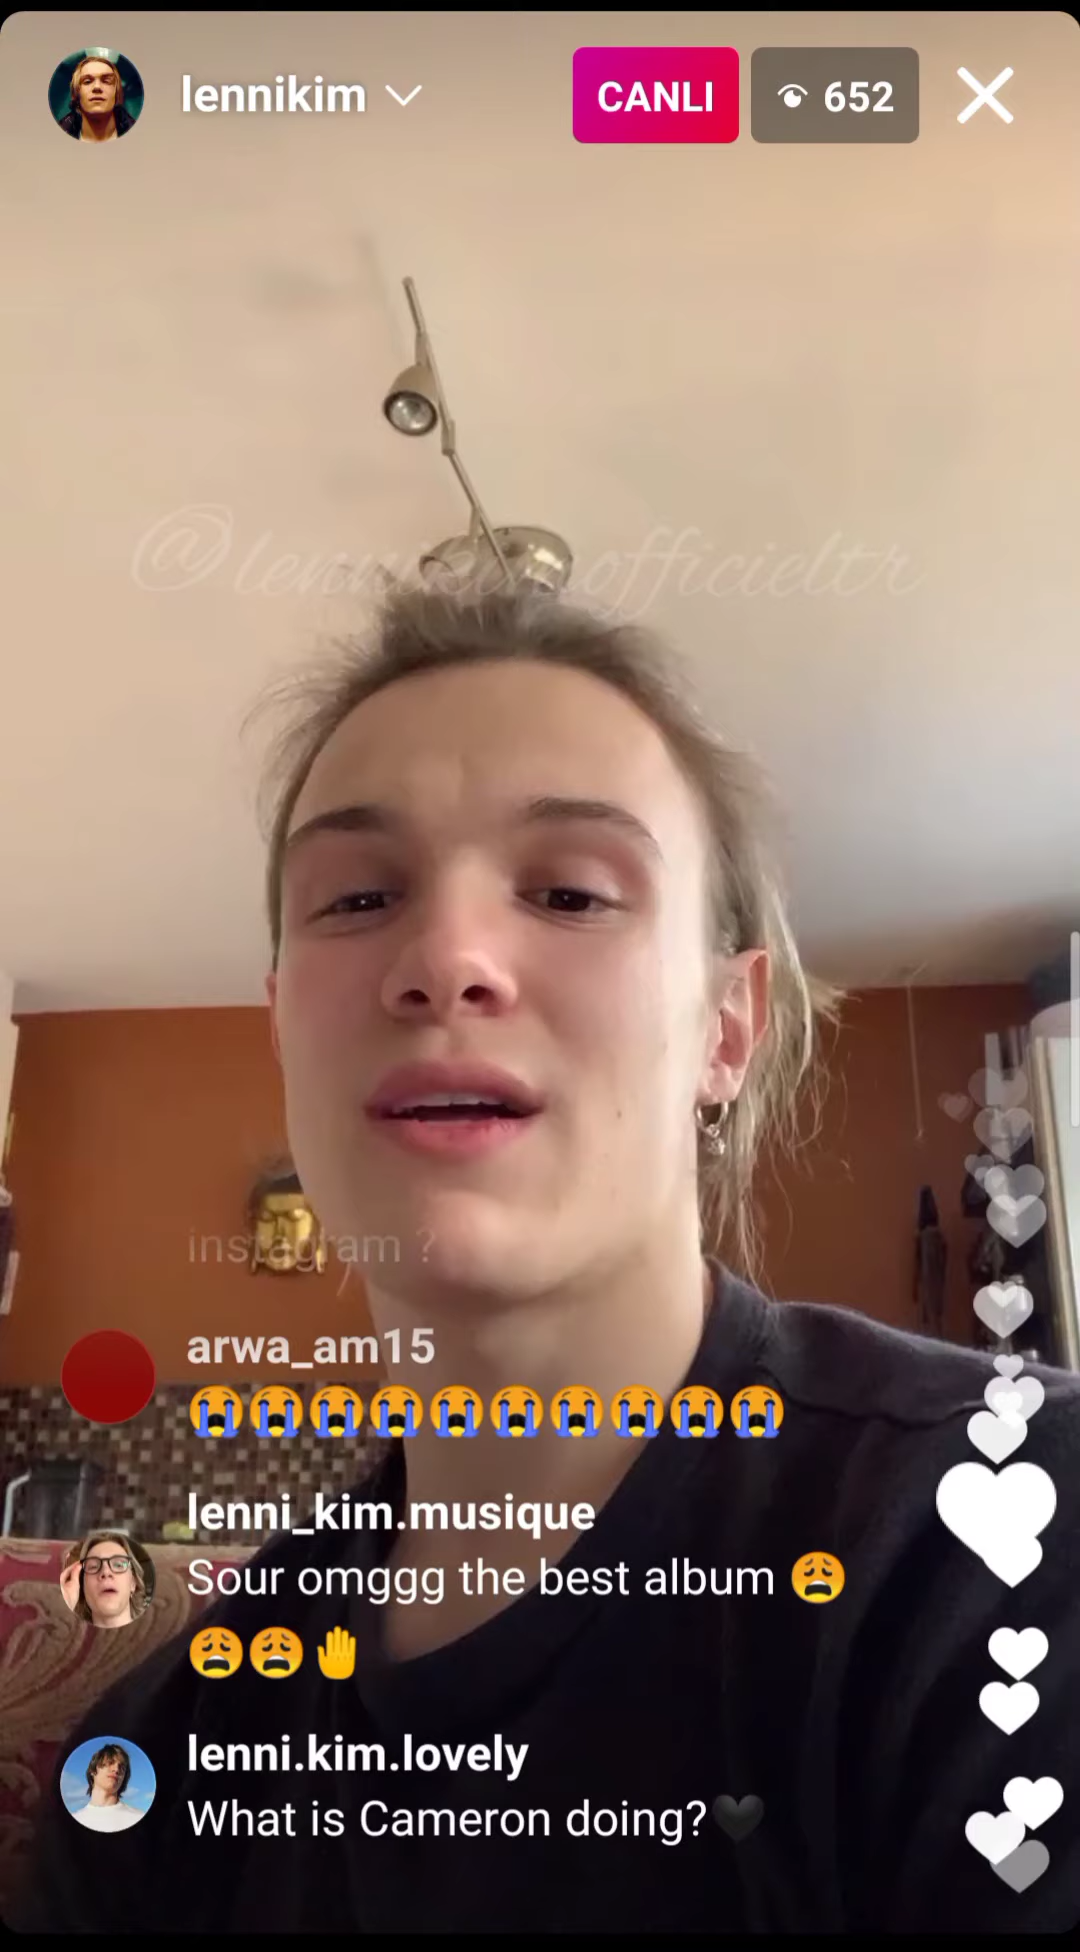 lennikim
CANLI
652
@lennikimofficieltr
instagram ?
arwa_am15
😭😭😭😭😭😭😭😭😭😭
lenni_kim.musique
Sour omggg the best album 😩
😩😩🤚
lenni.kim.lovely
What is Cameron doing?🖤